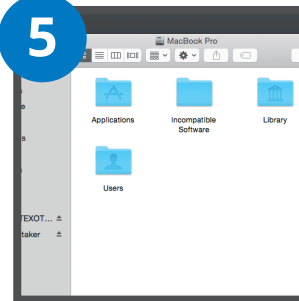 5
MacBook Pro
Applications
Incompatible
Software
Library
Users
TEXOT...
taker